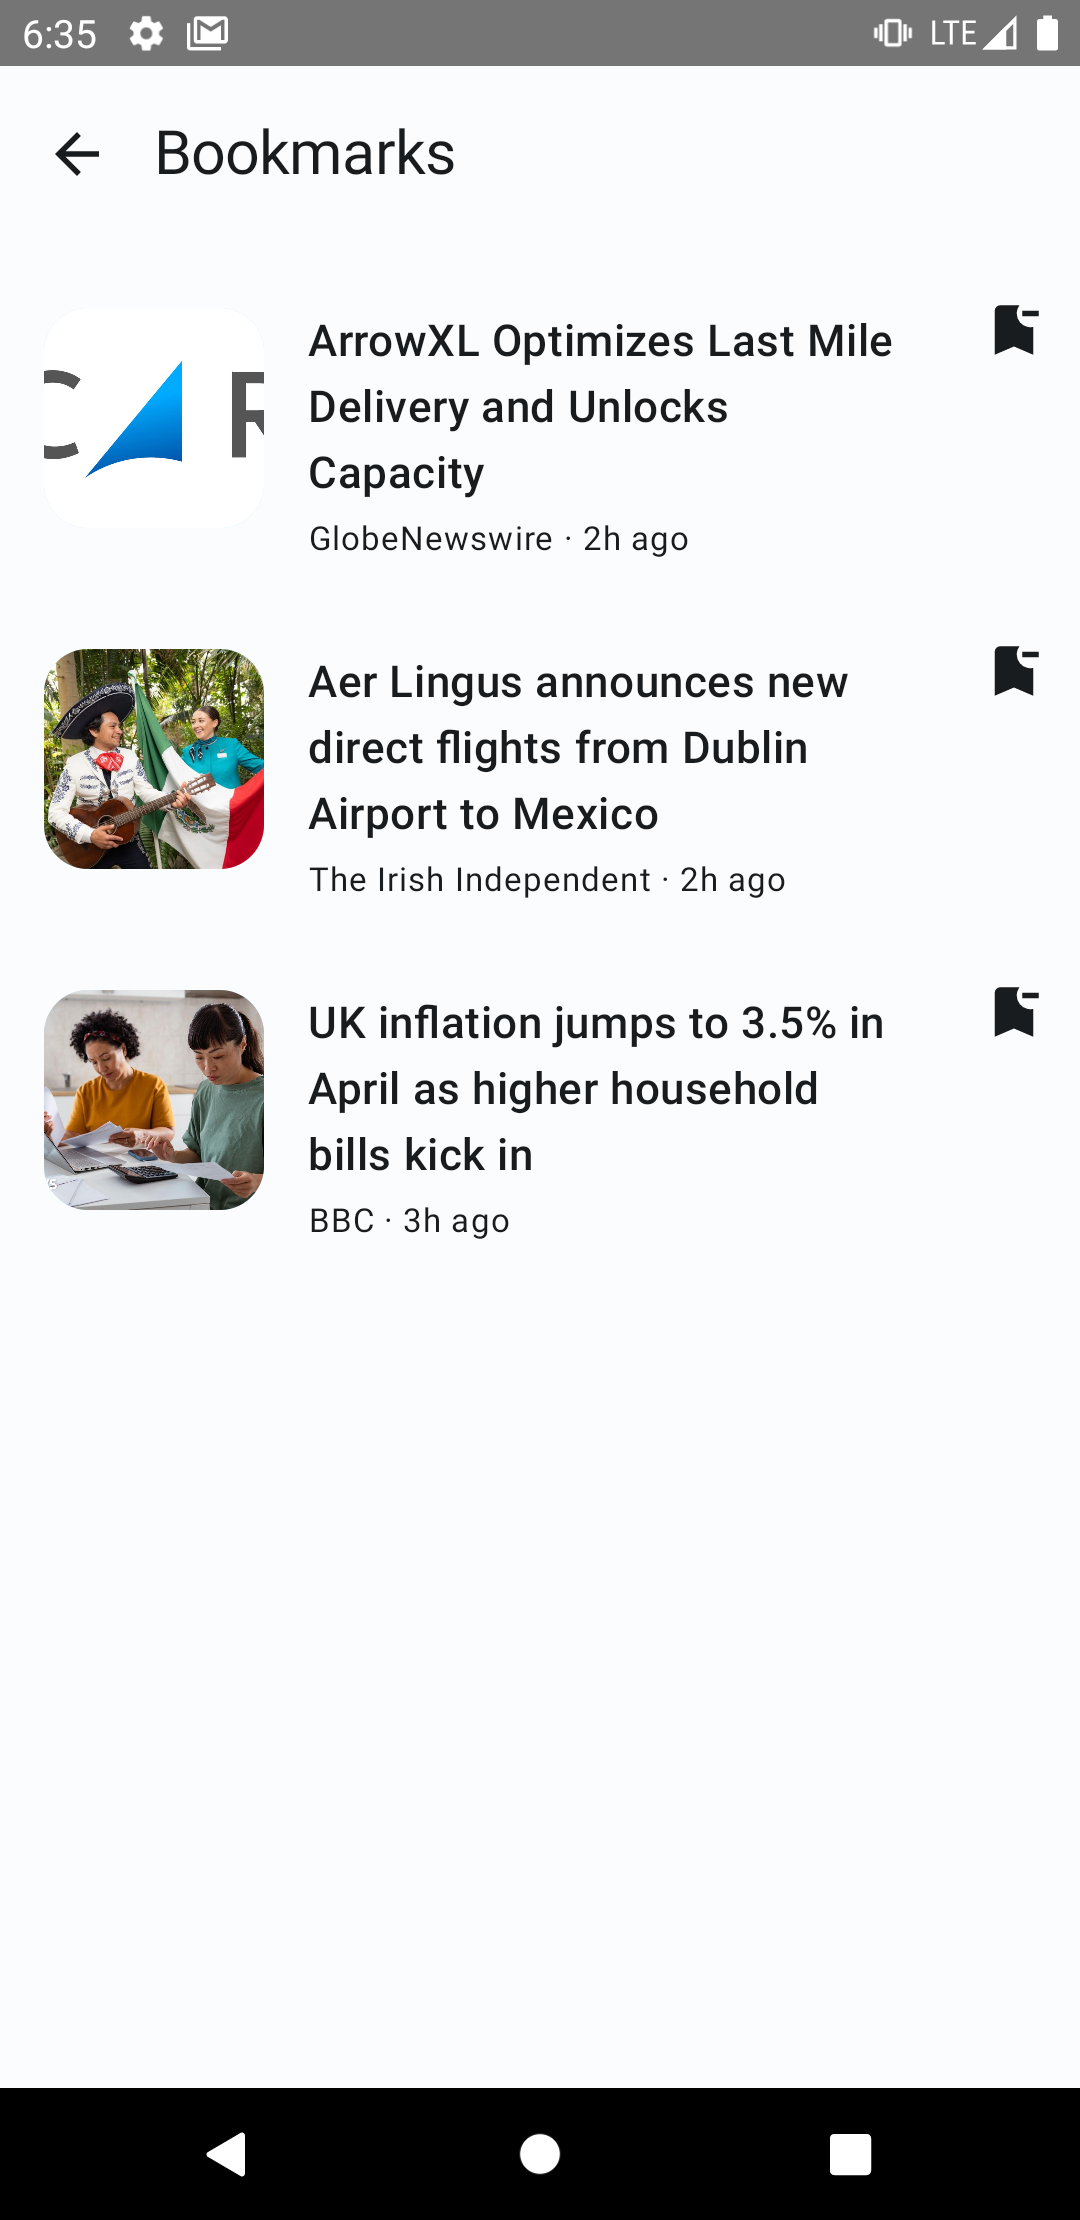 6:35
LTE
Bookmarks
C R
ArrowXL Optimizes Last Mile
Delivery and Unlocks
Capacity
GlobeNewswire · 2h ago
Aer Lingus announces new
direct flights from Dublin
Airport to Mexico
The Irish Independent · 2h ago
UK inflation jumps to 3.5% in
April as higher household
bills kick in
BBC · 3h ago